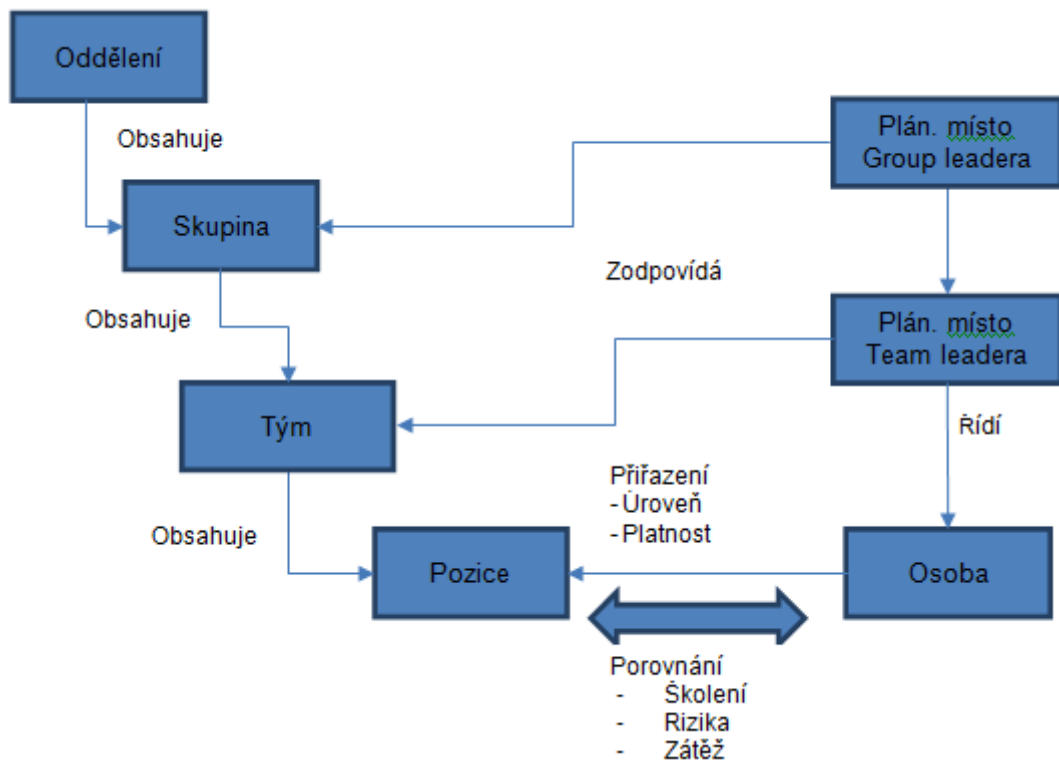 Oddělení
Obsahuje
Plán. místo
Group leadera
Skupina
Zodpovídá
Obsahuje
Plán. místo
Team leadera
Tým
Řídí
Přiřazení
- Úroveň
- Platnost
Obsahuje
Pozice
Osoba
Porovnání
- Školení
- Rizika
- Zátěž